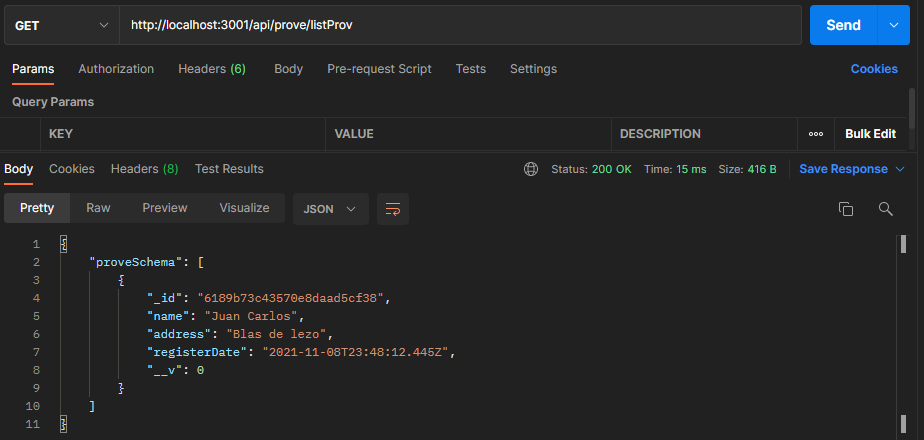 GET http://localhost:3001/api/prove/listProv Send
Params Authorization Headers (6) Body Pre-request Script Tests Settings Cookies
Query Params
KEY VALUE DESCRIPTION ooo Bulk Edit
Body Cookies Headers (8) Test Results Status: 200 OK Time: 15 ms Size: 416 B Save Response
Pretty Raw Preview Visualize JSON
1 {
2 "proveSchema": [
3 {
4 "_id": "6189b73c43570e8daad5cf38",
5 "name": "Juan Carlos",
6 "address": "Blas de lezo",
7 "registerDate": "2021-11-08T23:48:12.445Z",
8 "__v": 0
9 }
10 ]
11 }